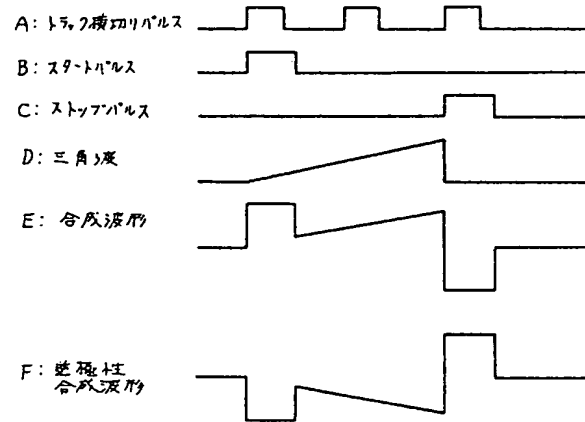 A: トラック横切りパルス
B: スタートパルス
C: ストップパルス
D: 三角波
E: 合成波形
F: 逆極性
合成波形